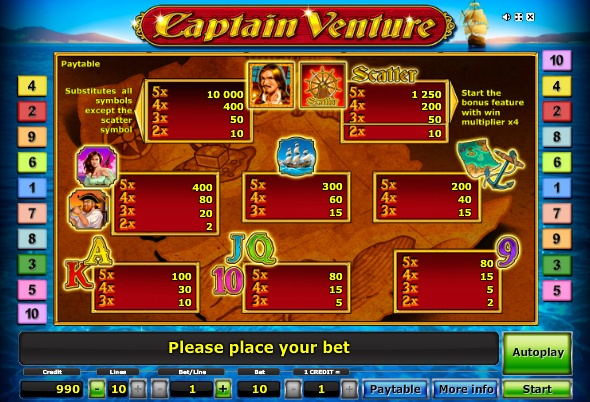 Captain Venture
Paytable
Substitutes all
symbols
except the
scatter
symbol
5x 10 000
4x 400
3x 50
2x 10
Scatter
Scatter
5x 1 250
4x 200
3x 50
2x 10
Start the
bonus feature
with win
multiplier x4
5x 400
4x 80
3x 20
2x 2
5x 300
4x 60
3x 15
5x 200
4x 40
3x 15
A
K
5x 100
4x 30
3x 10
J Q
10
5x 80
4x 15
3x 5
9
5x 80
4x 15
3x 5
2x 2
4
2
9
6
1
7
8
3
5
10
10
4
2
8
6
1
7
9
3
5
Please place your bet
Autoplay
Credit Lines Bet/Line Bet 1 CREDIT =
990 - 10 + - 1 + 10 - 1 + Paytable More info Start